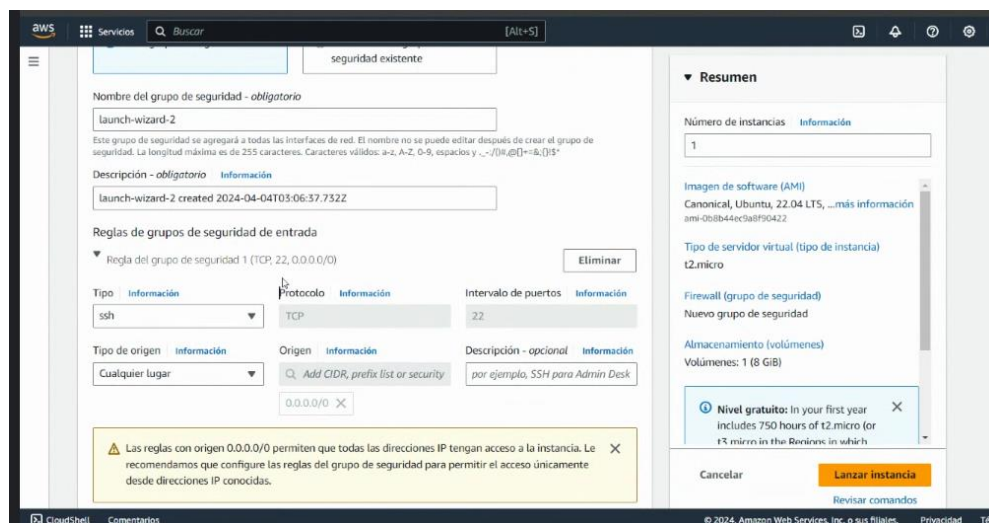 aws
Servicios
Buscar
[Alt+S]
seguridad existente
Nombre del grupo de seguridad - obligatorio
launch-wizard-2
Este grupo de seguridad se agregará a todas las interfaces de red. El nombre no se puede editar después de crear el grupo de
seguridad. La longitud máxima es de 255 caracteres. Caracteres válidos: a-z, A-Z, 0-9, espacios y ._-:/()#,@[]+=&;{}!$*
Descripción - obligatorio Información
launch-wizard-2 created 2024-04-04T03:06:37.732Z
Reglas de grupos de seguridad de entrada
Regla del grupo de seguridad 1 (TCP, 22, 0.0.0.0/0)
Eliminar
Tipo Información
Protocolo Información
Intervalo de puertos Información
ssh
TCP
22
Tipo de origen Información
Origen Información
Descripción - opcional Información
Cualquier lugar
Add CIDR, prefix list or security
por ejemplo, SSH para Admin Desk
0.0.0.0/0
Las reglas con origen 0.0.0.0/0 permiten que todas las direcciones IP tengan acceso a la instancia. Le
recomendamos que configure las reglas del grupo de seguridad para permitir el acceso únicamente
desde direcciones IP conocidas.
Resumen
Número de instancias Información
1
Imagen de software (AMI)
Canonical, Ubuntu, 22.04 LTS, ...más información
ami-0b8b44ec9a8f90422
Tipo de servidor virtual (tipo de instancia)
t2.micro
Firewall (grupo de seguridad)
Nuevo grupo de seguridad
Almacenamiento (volúmenes)
Volúmenes: 1 (8 GiB)
Nivel gratuito: In your first year
includes 750 hours of t2.micro (or
t3.micro in the Regions in which
Cancelar
Lanzar instancia
Revisar comandos
CloudShell
Comentarios
© 2024, Amazon Web Services, Inc. o sus filiales.
Privacidad